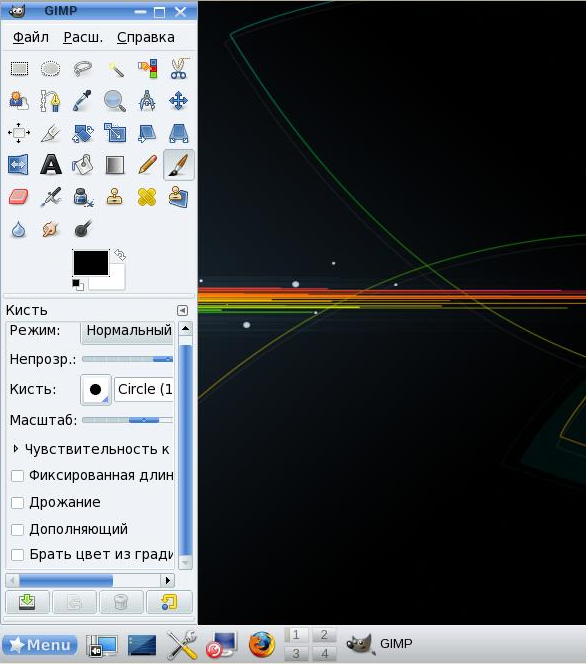 GIMP
Файл Расш. Справка
Кисть
Режим: Нормальный
Непрозр.:
Кисть: Circle (1
Масштаб:
Чувствительность к
Фиксированная длин
Дрожание
Дополняющий
Брать цвет из гради
Menu 1 2 GIMP
3 4